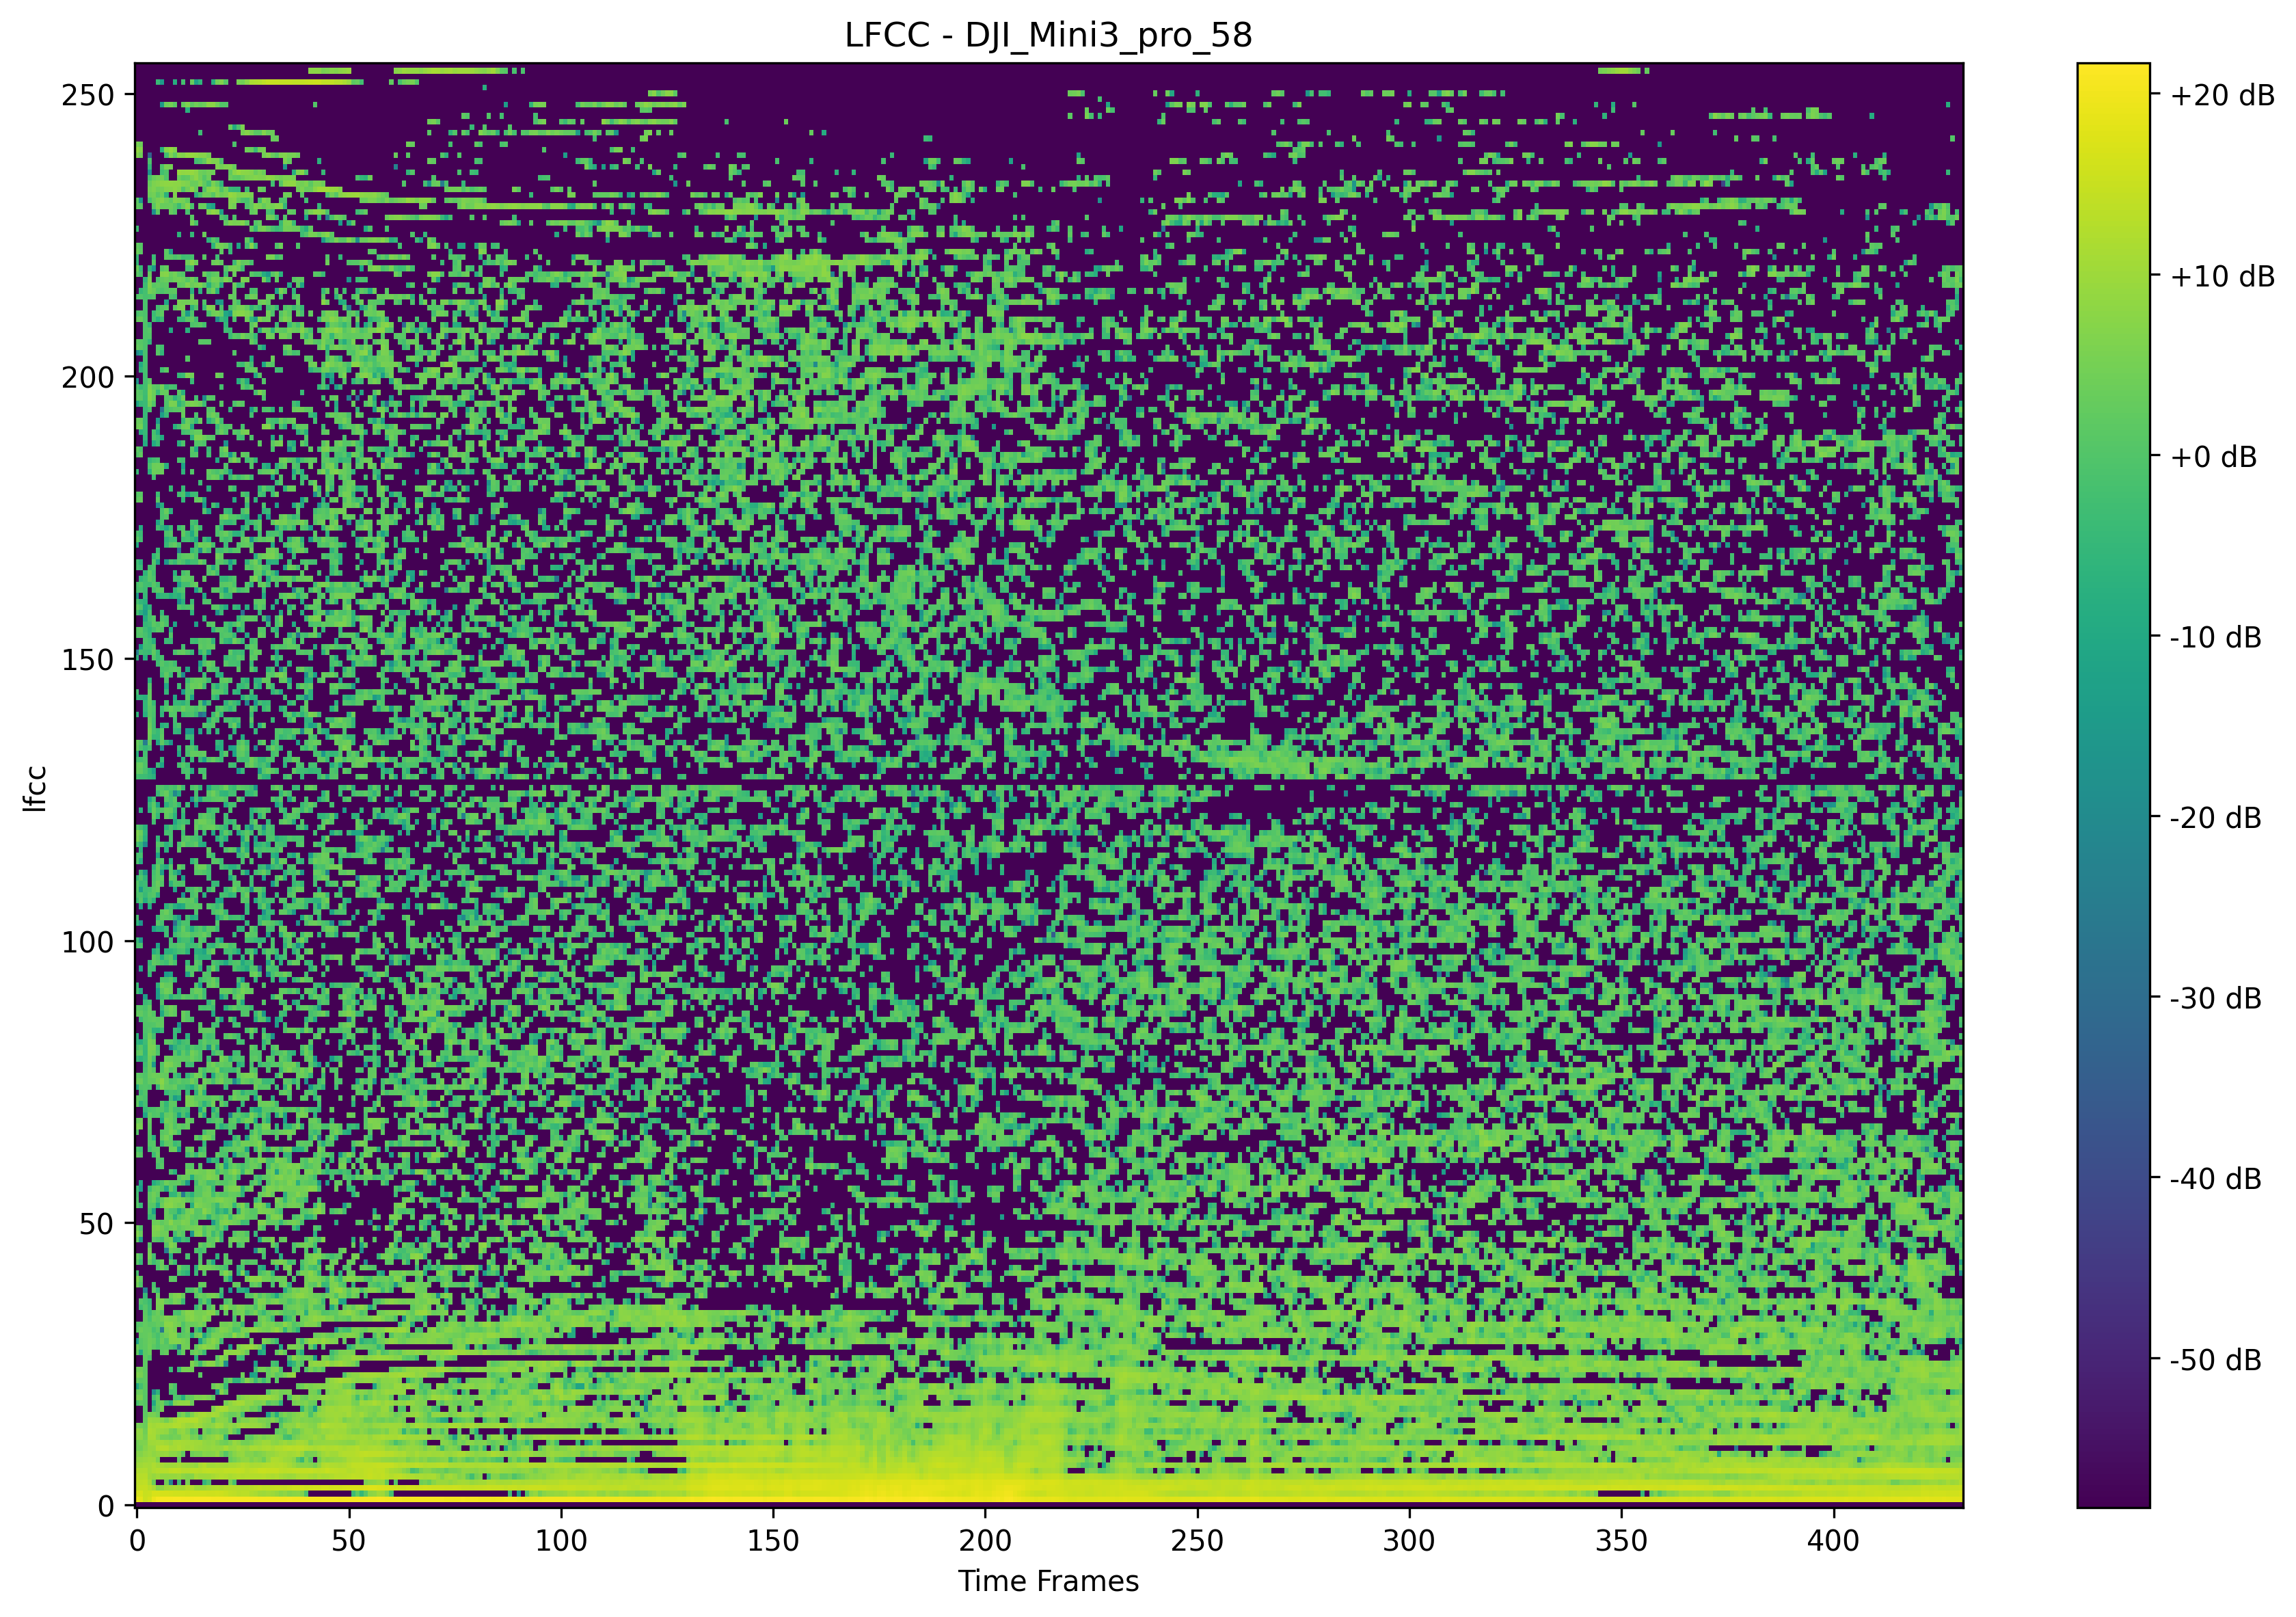 LFCC - DJI_Mini3_pro_58
250
200
150
100
50
0
lfcc
0 50 100 150 200 250 300 350 400
Time Frames
+20 dB
+10 dB
+0 dB
-10 dB
-20 dB
-30 dB
-40 dB
-50 dB